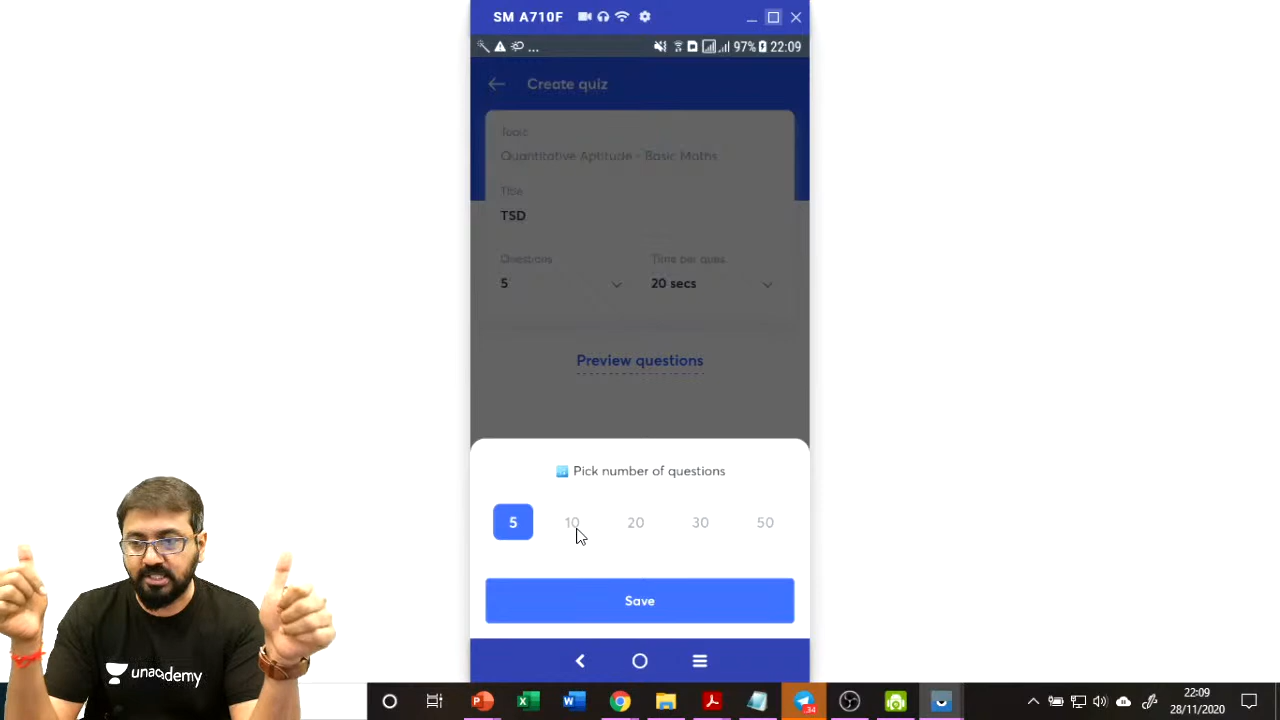 SM A710F
... 97% 22:09
Create quiz
Topic
Quantitative Aptitude - Basic Maths
Title
TSD
Questions Time per ques.
5 20 secs
Preview questions
Pick number of questions
5 10 20 30 50
Save
unacademy
34
22:09
28/11/2020